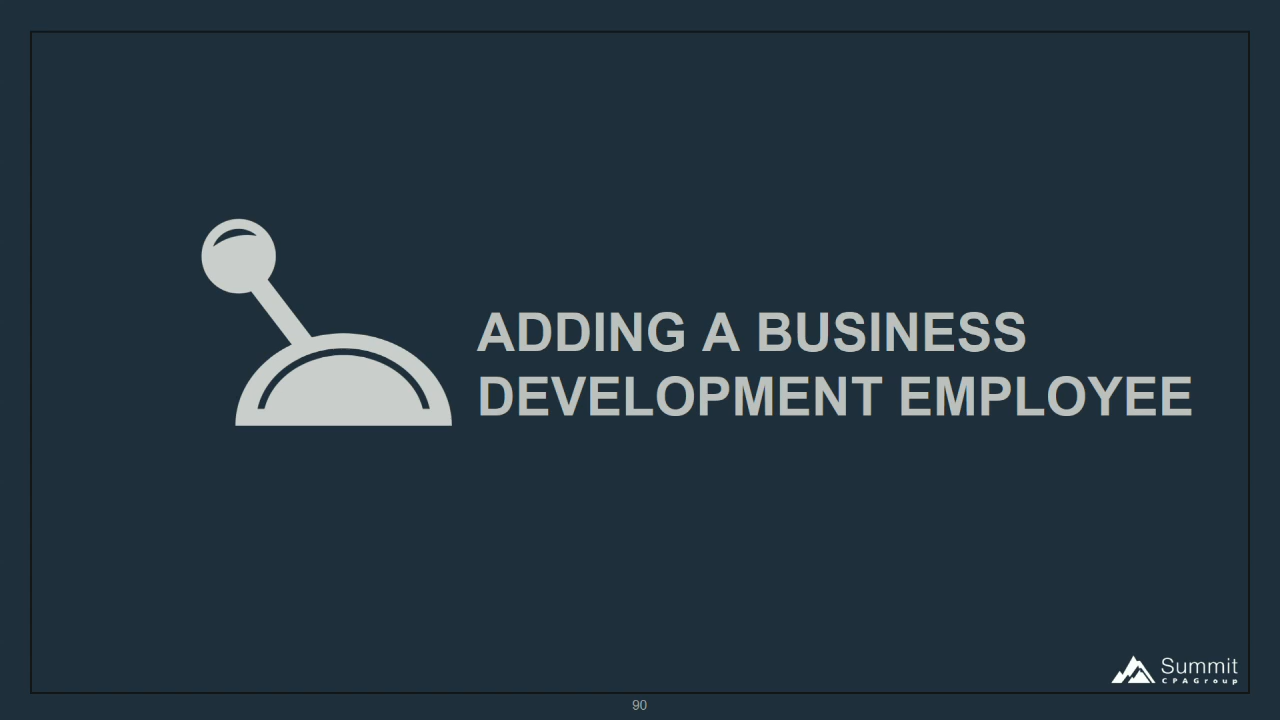 ADDING A BUSINESS
DEVELOPMENT EMPLOYEE
Summit
CPAGroup
90